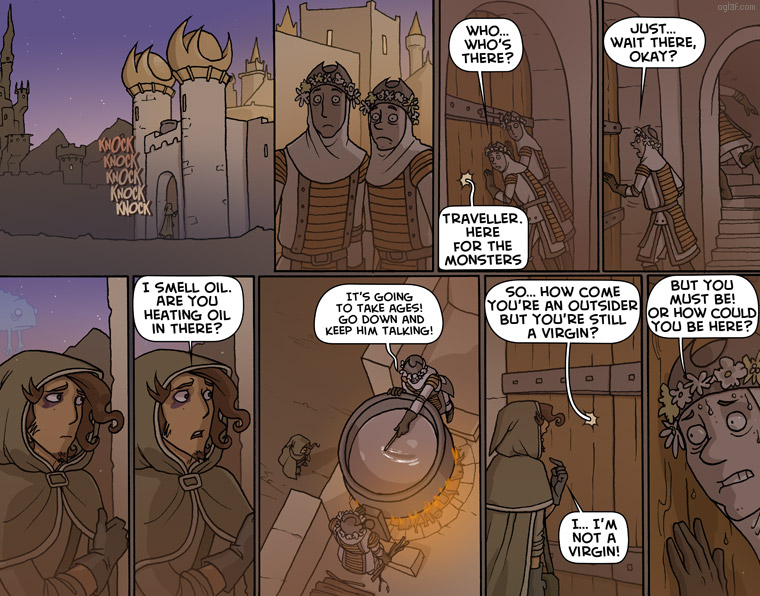 oglaf.com
KNOCK
KNOCK
KNOCK
KNOCK
KNOCK
WHO...
WHO'S
THERE?
TRAVELLER.
HERE
FOR THE
MONSTERS
JUST...
WAIT THERE,
OKAY?
I SMELL OIL.
ARE YOU
HEATING OIL
IN THERE?
IT'S GOING
TO TAKE AGES!
GO DOWN AND
KEEP HIM TALKING!
SO... HOW COME
YOU'RE AN OUTSIDER
BUT YOU'RE STILL
A VIRGIN?
I... I'M
NOT A
VIRGIN!
BUT YOU
MUST BE!
OR HOW COULD
YOU BE HERE?